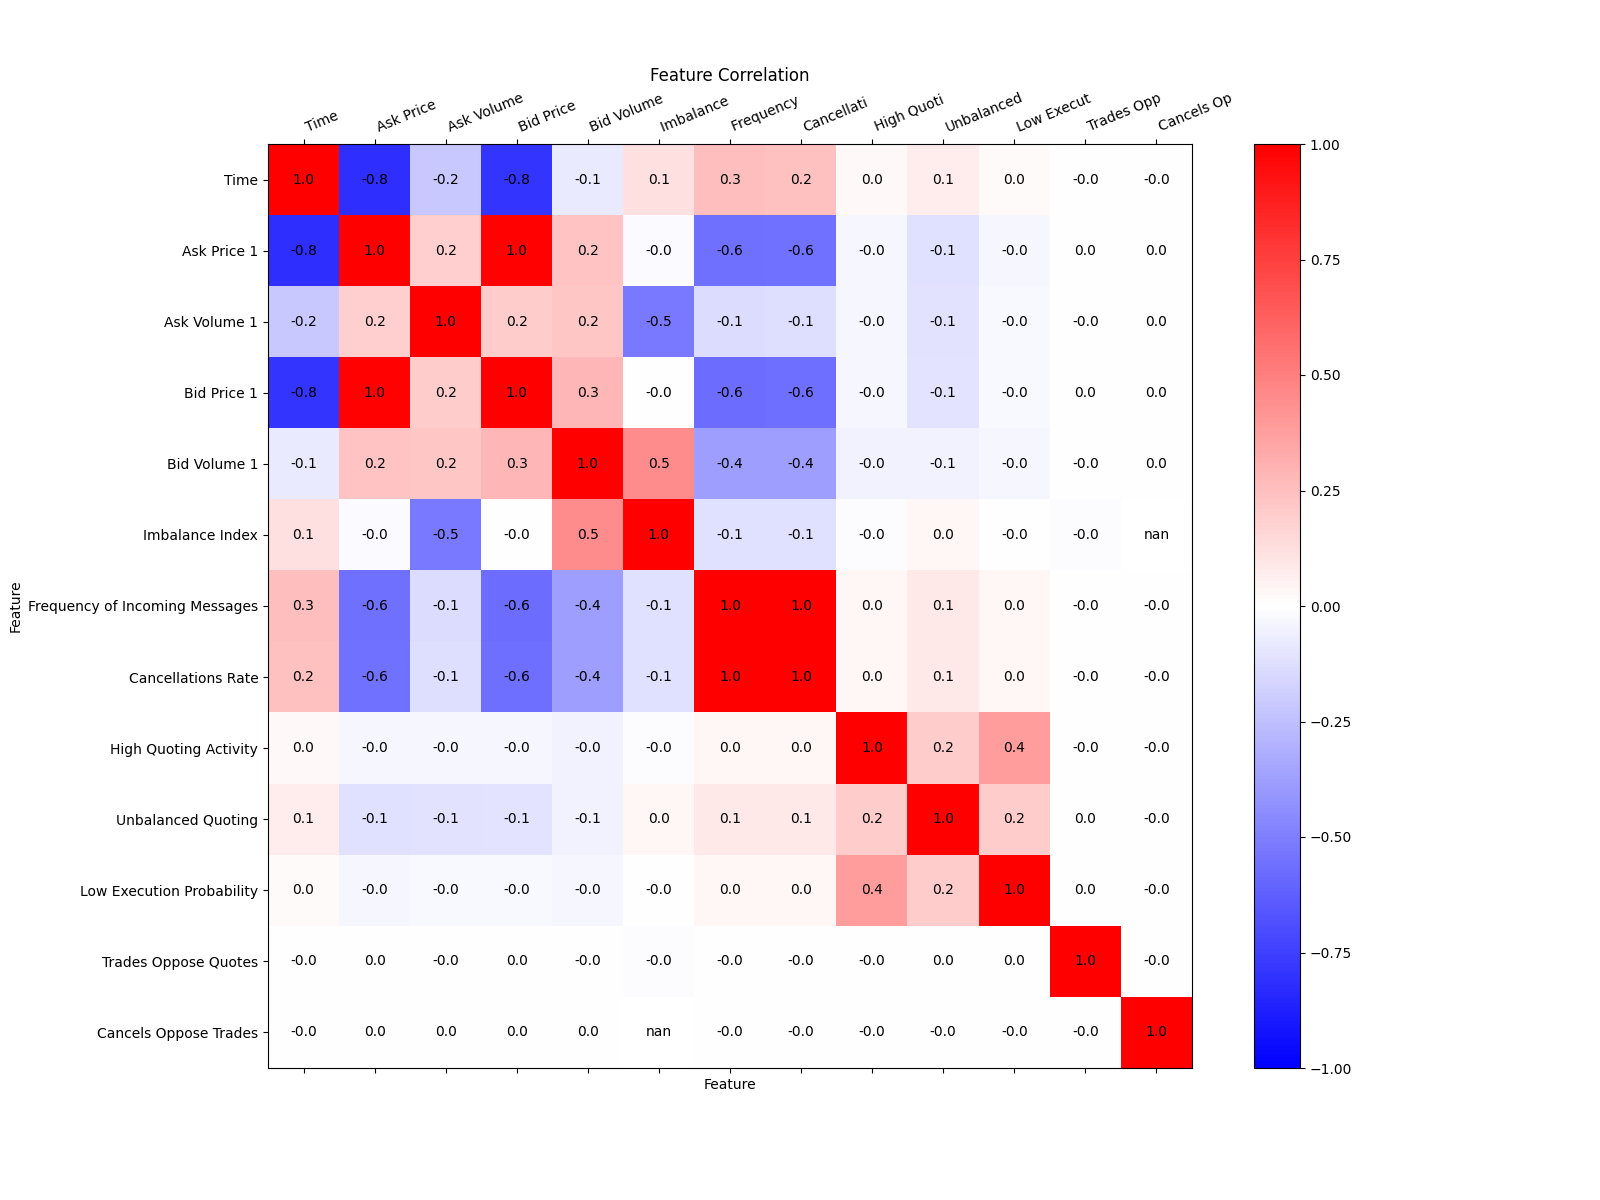 Feature Correlation
Time Ask Price Ask Volume Bid Price Bid Volume Imbalance Frequency Cancellati High Quoti Unbalanced Low Execut Trades Opp Cancels Op
Time 1.0 -0.8 -0.2 -0.8 -0.1 0.1 0.3 0.2 0.0 0.1 0.0 -0.0 -0.0
Ask Price 1 -0.8 1.0 0.2 1.0 0.2 -0.0 -0.6 -0.6 -0.0 -0.1 -0.0 0.0 0.0
Ask Volume 1 -0.2 0.2 1.0 0.2 0.2 -0.5 -0.1 -0.1 -0.0 -0.1 -0.0 -0.0 0.0
Bid Price 1 -0.8 1.0 0.2 1.0 0.3 -0.0 -0.6 -0.6 -0.0 -0.1 -0.0 0.0 0.0
Bid Volume 1 -0.1 0.2 0.2 0.3 1.0 0.5 -0.4 -0.4 -0.0 -0.1 -0.0 -0.0 0.0
Imbalance Index 0.1 -0.0 -0.5 -0.0 0.5 1.0 -0.1 -0.1 -0.0 0.0 -0.0 -0.0 nan
Frequency of Incoming Messages 0.3 -0.6 -0.1 -0.6 -0.4 -0.1 1.0 1.0 0.0 0.1 0.0 -0.0 -0.0
Cancellations Rate 0.2 -0.6 -0.1 -0.6 -0.4 -0.1 1.0 1.0 0.0 0.1 0.0 -0.0 -0.0
High Quoting Activity 0.0 -0.0 -0.0 -0.0 -0.0 -0.0 0.0 0.0 1.0 0.2 0.4 -0.0 -0.0
Unbalanced Quoting 0.1 -0.1 -0.1 -0.1 -0.1 0.0 0.1 0.1 0.2 1.0 0.2 0.0 -0.0
Low Execution Probability 0.0 -0.0 -0.0 -0.0 -0.0 -0.0 0.0 0.0 0.4 0.2 1.0 0.0 -0.0
Trades Oppose Quotes -0.0 0.0 -0.0 0.0 -0.0 -0.0 -0.0 -0.0 -0.0 0.0 0.0 1.0 -0.0
Cancels Oppose Trades -0.0 0.0 0.0 0.0 0.0 nan -0.0 -0.0 -0.0 -0.0 -0.0 -0.0 1.0
Feature
Feature
1.00
0.75
0.50
0.25
0.00
−0.25
−0.50
−0.75
−1.00